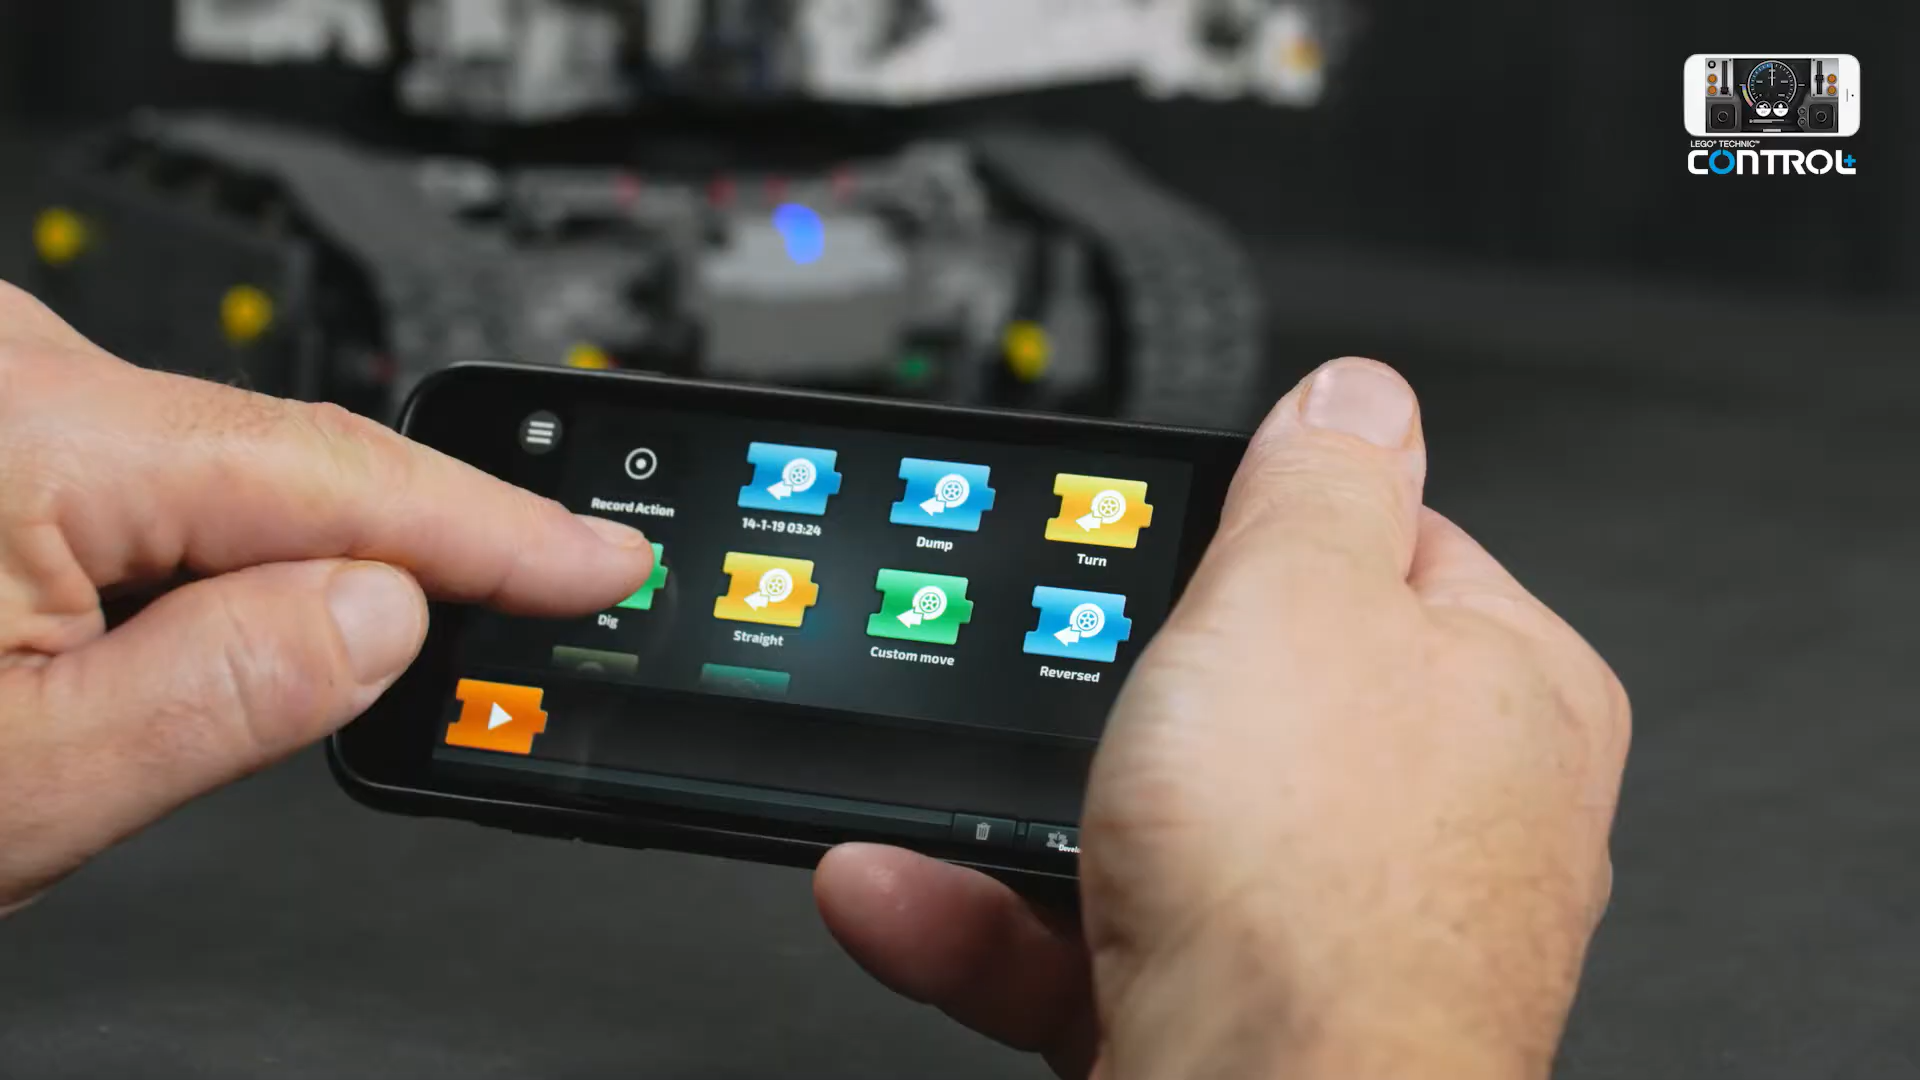 LEGO® TECHNIC™
CONTROL+
Record Action
14-1-19 03:24
Dump
Turn
Dig
Straight
Custom move
Reversed